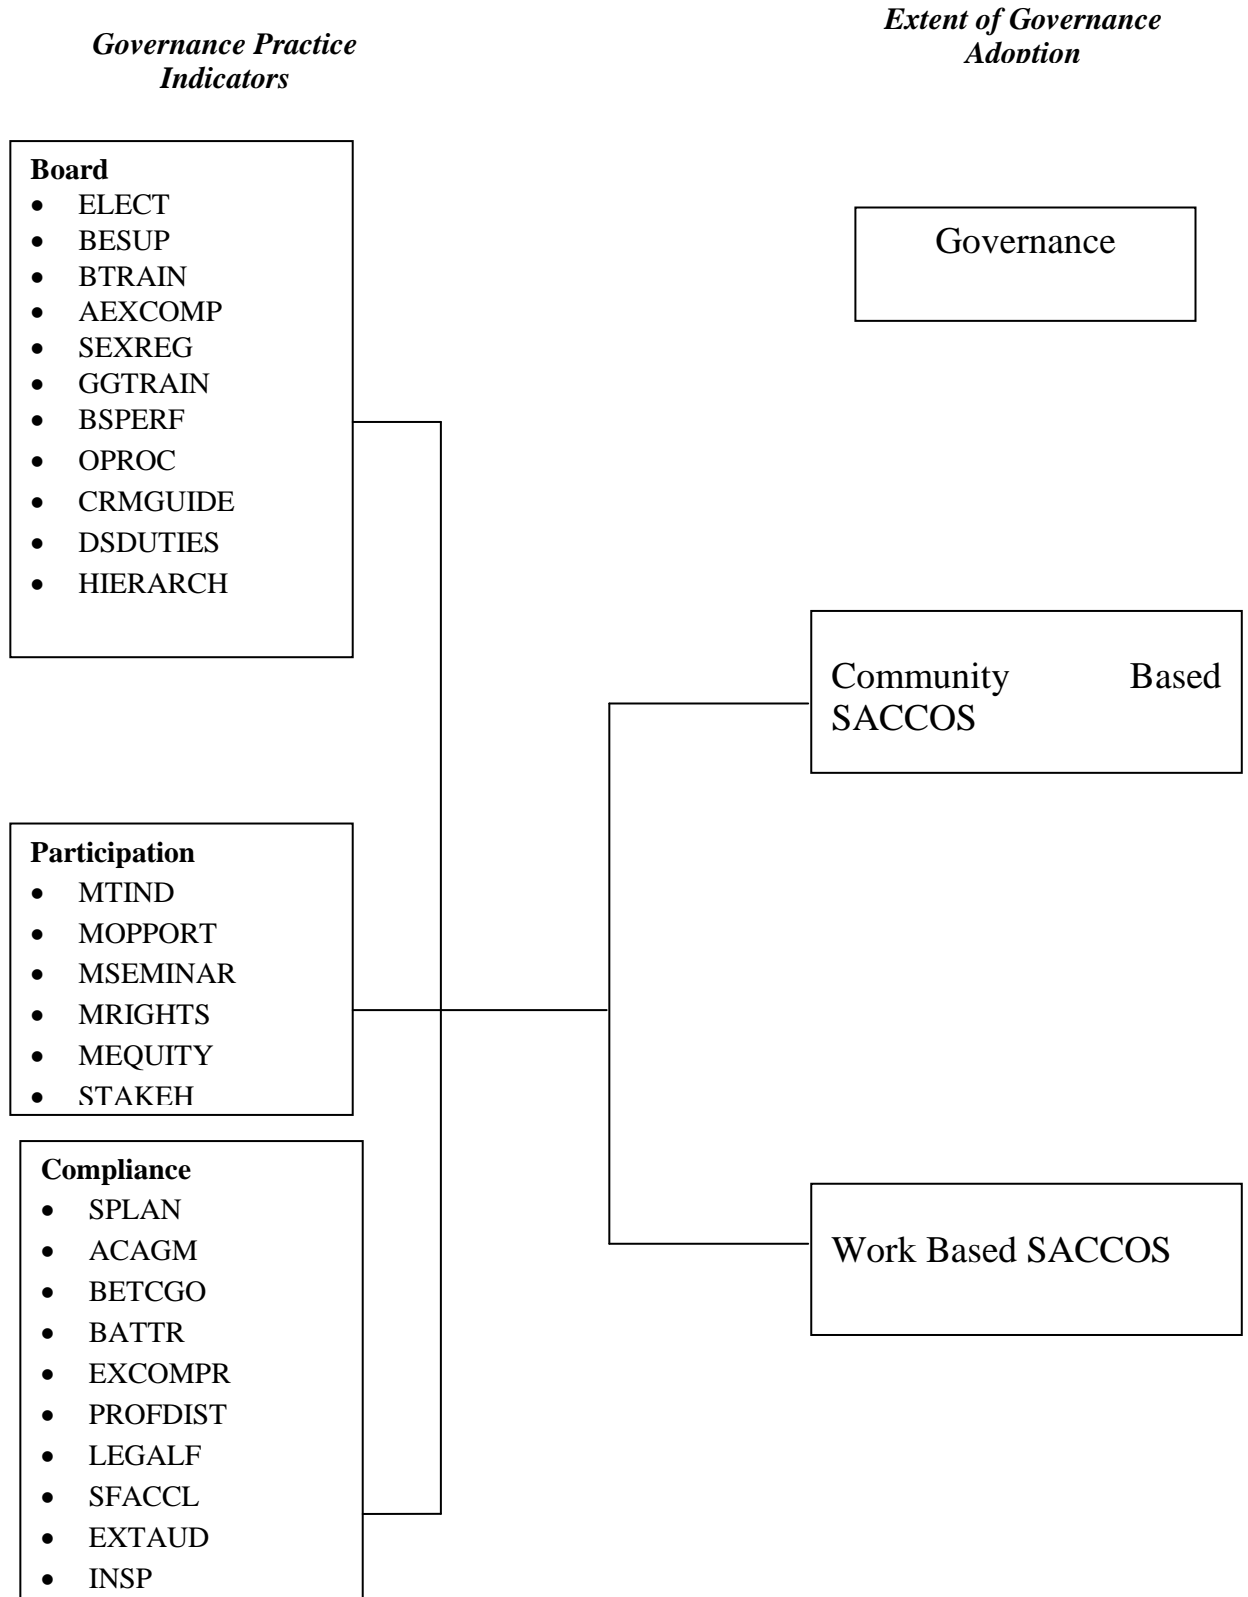 Governance Practice
Indicators
Extent of Governance
Adoption
Board
• ELECT
• BESUP
• BTRAIN
• AEXCOMP
• SEXREG
• GGTRAIN
• BSPERF
• OPROC
• CRMGUIDE
• DSDUTIES
• HIERARCH
Governance
Community Based
SACCOS
Participation
• MTIND
• MOPPORT
• MSEMINAR
• MRIGHTS
• MEQUITY
• STAKEH
Compliance
• SPLAN
• ACAGM
• BETCGO
• BATTR
• EXCOMPR
• PROFDIST
• LEGALF
• SFACCL
• EXTAUD
• INSP
Work Based SACCOS